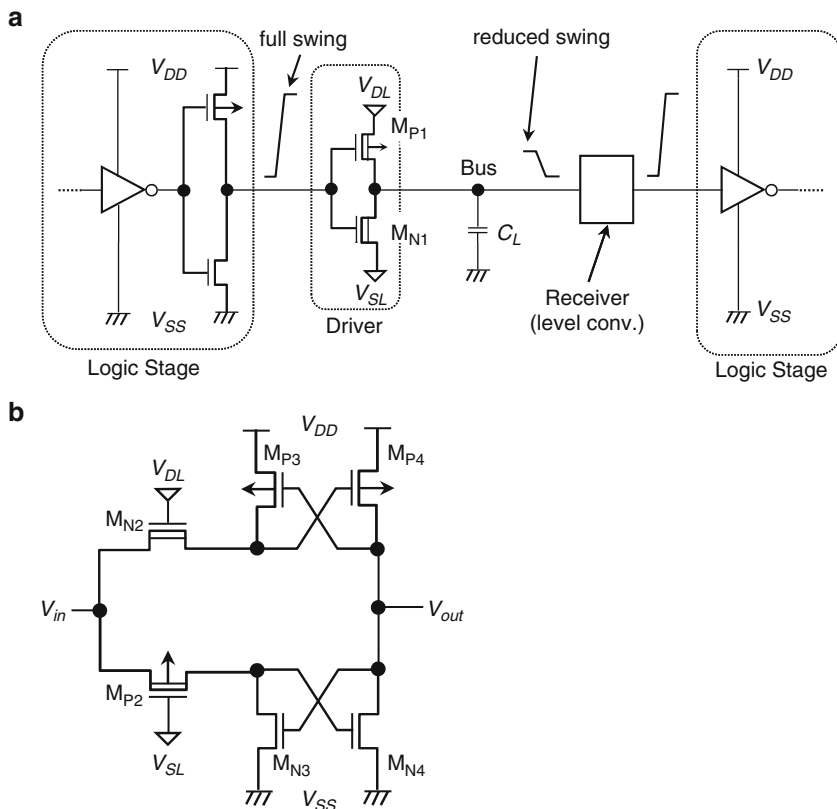 a
full swing
reduced swing
V_DD
V_DL
M_P1
Bus
V_DD
M_N1
C_L
V_SS
V_SL
Driver
Receiver
(level conv.)
V_SS
Logic Stage
Logic Stage
b
V_DD
M_P3
M_P4
V_DL
M_N2
V_in
V_out
M_P2
V_SL
M_N3
M_N4
V_SS